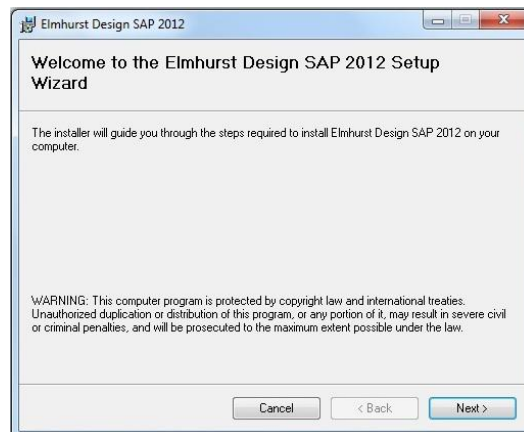 Elmhurst Design SAP 2012
Welcome to the Elmhurst Design SAP 2012 Setup
Wizard
The installer will guide you through the steps required to install Elmhurst Design SAP 2012 on your
computer.
WARNING: This computer program is protected by copyright law and international treaties.
Unauthorized duplication or distribution of this program, or any portion of it, may result in severe civil
or criminal penalties, and will be prosecuted to the maximum extent possible under the law.
Cancel
< Back
Next >